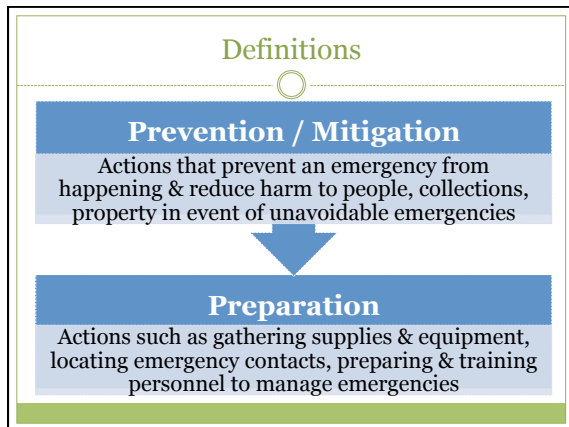 Definitions
Prevention / Mitigation
Actions that prevent an emergency from
happening & reduce harm to people, collections,
property in event of unavoidable emergencies
Preparation
Actions such as gathering supplies & equipment,
locating emergency contacts, preparing & training
personnel to manage emergencies